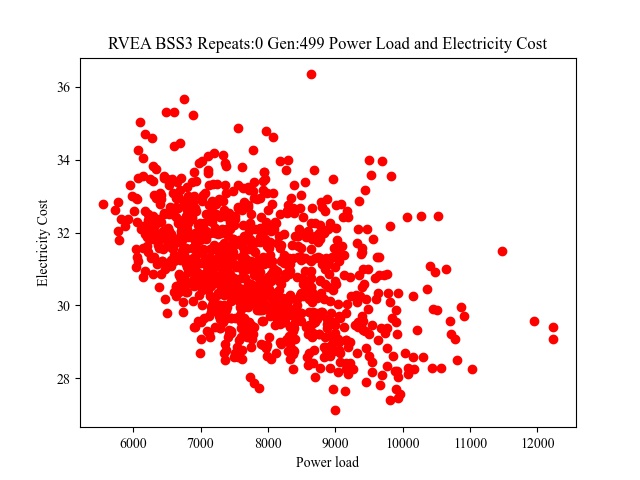 RVEA BSS3 Repeats:0 Gen:499 Power Load and Electricity Cost
36
34
32
30
28
Electricity Cost
6000 7000 8000 9000 10000 11000 12000
Power load